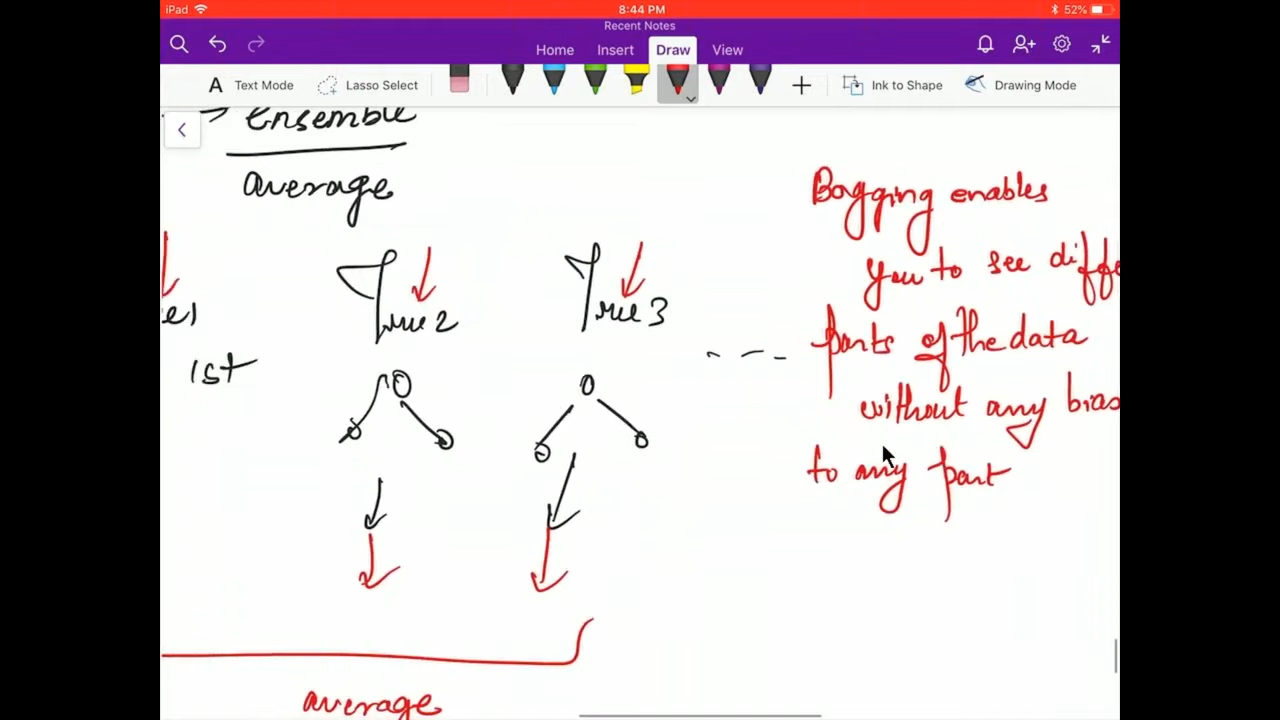 iPad 8:44 PM 52%
Recent Notes
Home Insert Draw View
Text Mode Lasso Select Ink to Shape Drawing Mode
Ensemble
average
Tree 2 Tree 3
1st
Bagging enables
you to see diffe
parts of the data
without any bias
to any part
average